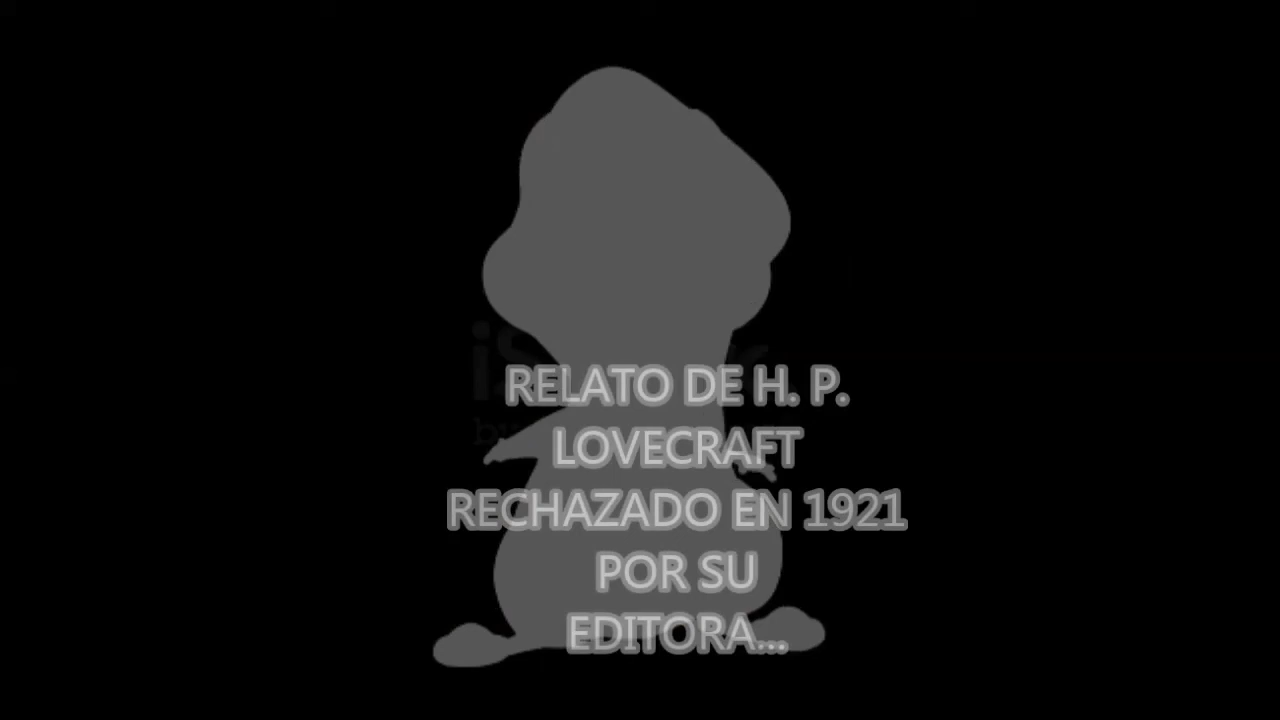 RELATO DE H. P.
LOVECRAFT
RECHAZADO EN 1921
POR SU
EDITORA...